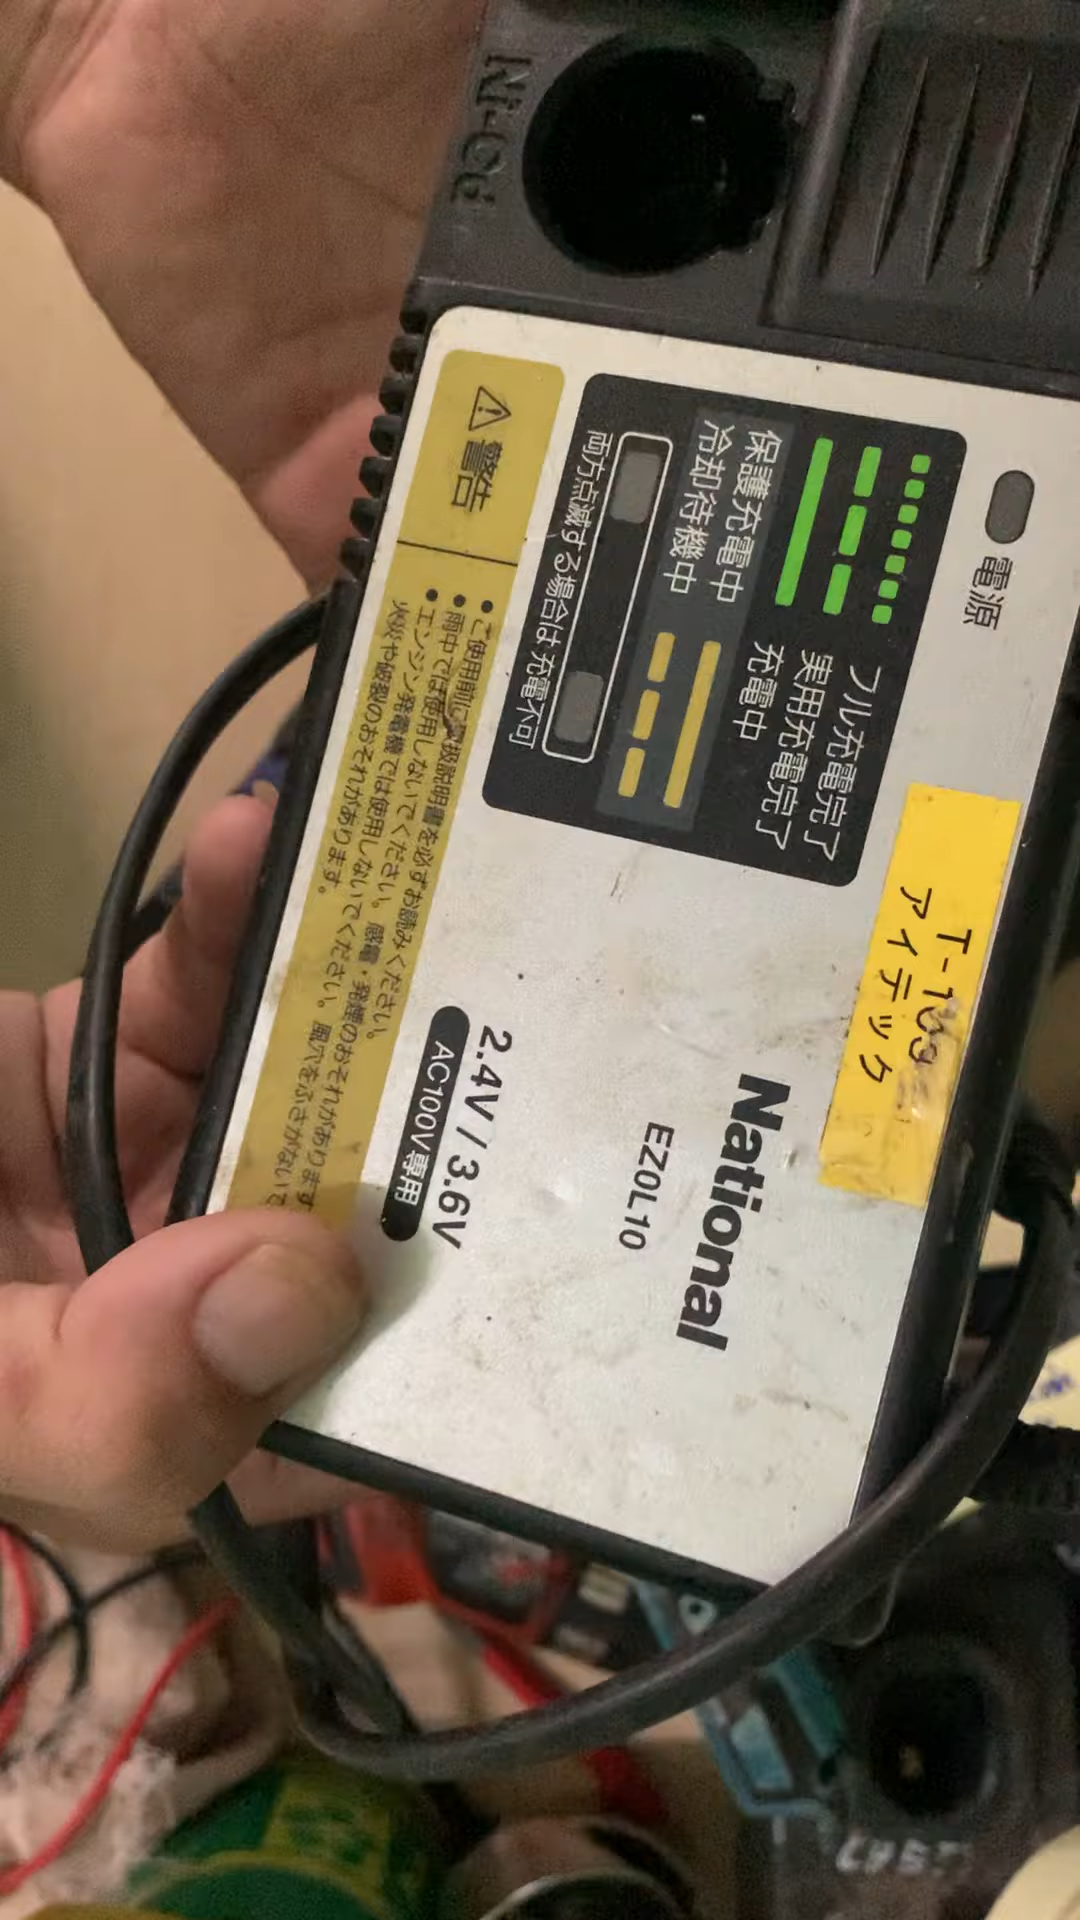 Ni-Cd
電源
フル充電完了
実用充電完了
充電中
保護充電中
冷却待機中
両方点滅する場合は充電不可
警告
●ご使用前に取扱説明書を必ずお読みください。
●雨中では使用しないでください。感電・発煙のおそれがあります
●エンジン発電機では使用しないでください。風穴をふさがないで
火災や破裂のおそれがあります。
T-103
アイテック
National
EZ0L10
2.4V / 3.6V
AC100V専用